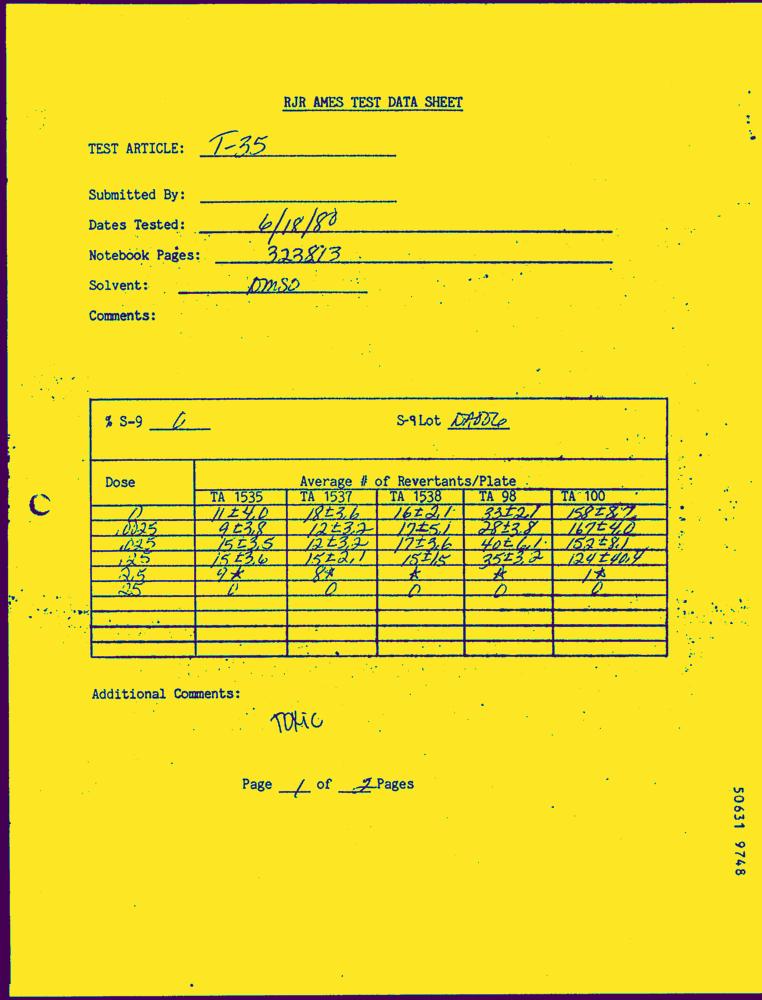 RJR AMES TEST DATA SHEET
TEST ARTICLE: T-35
Submitted By:
Dates Tested: 6/18/80
Notebook Pages: 323813
Solvent: DMSO
Comments:
% S-9 S-9 Lot
Dose Average # of Revertants/Plate
TA 1535 TA 1537 TA 1538 TA 98 TA 100
0 11±4.0 18±3.6 16±2.1 33±2.1 158±8.7
.0025 9±3.8 12±3.2 17±5.1 28±3.8 167±4.0
.025 15±3.5 12±3.2 17±3.6 40±6.1 152±8.1
.25 15±3.6 15±2.1 15±1.5 35±3.2 124±40.4
2.5 9* 8* * * 1*
25 0 0 0 0 0
Additional Comments:
TOXIC
Page 1 of 2 Pages
50631 9748